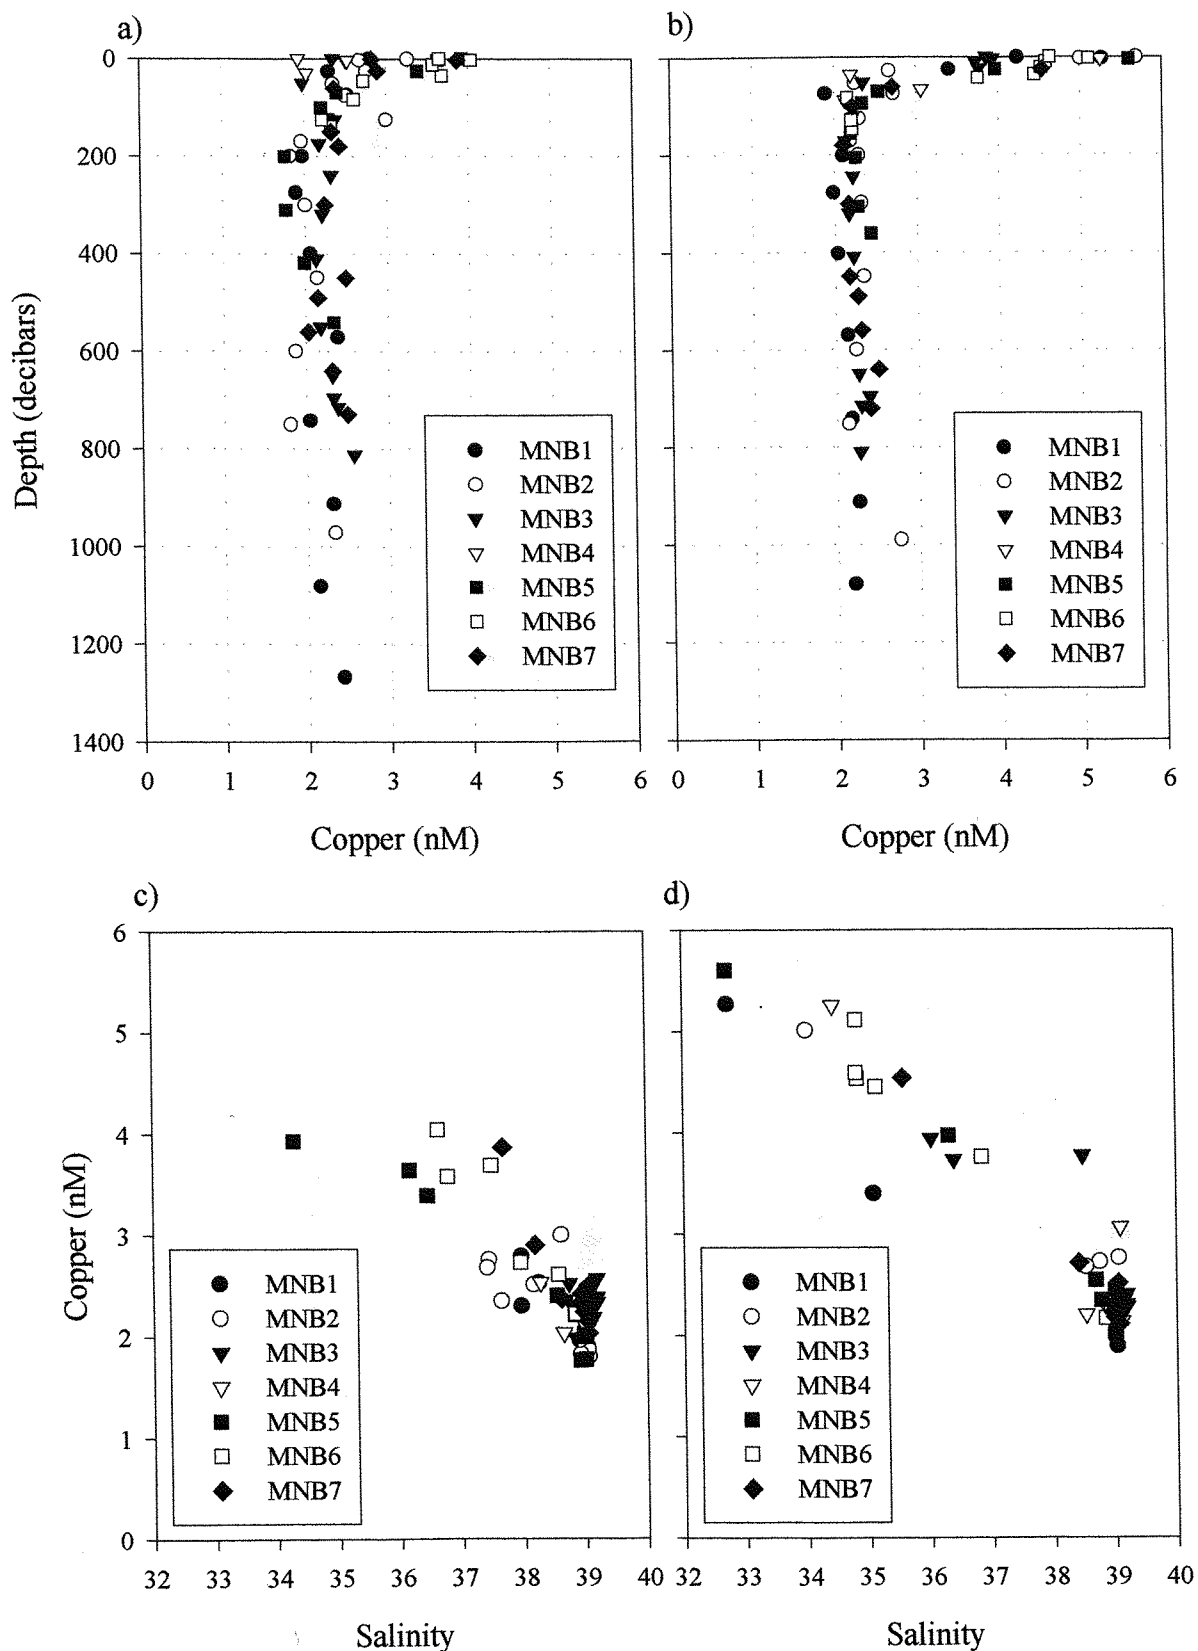 a)
0
200
400
600
800
1000
1200
1400
Depth (decibars)
MNB1
MNB2
MNB3
MNB4
MNB5
MNB6
MNB7
0 1 2 3 4 5 6
Copper (nM)
b)
MNB1
MNB2
MNB3
MNB4
MNB5
MNB6
MNB7
0 1 2 3 4 5 6
Copper (nM)
c)
6
5
4
3
2
1
0
Copper (nM)
MNB1
MNB2
MNB3
MNB4
MNB5
MNB6
MNB7
32 33 34 35 36 37 38 39 40
Salinity
d)
MNB1
MNB2
MNB3
MNB4
MNB5
MNB6
MNB7
32 33 34 35 36 37 38 39 40
Salinity